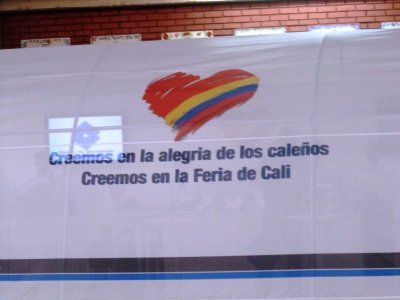 Creemos en la alegria de los caleños
Creemos en la Feria de Cali